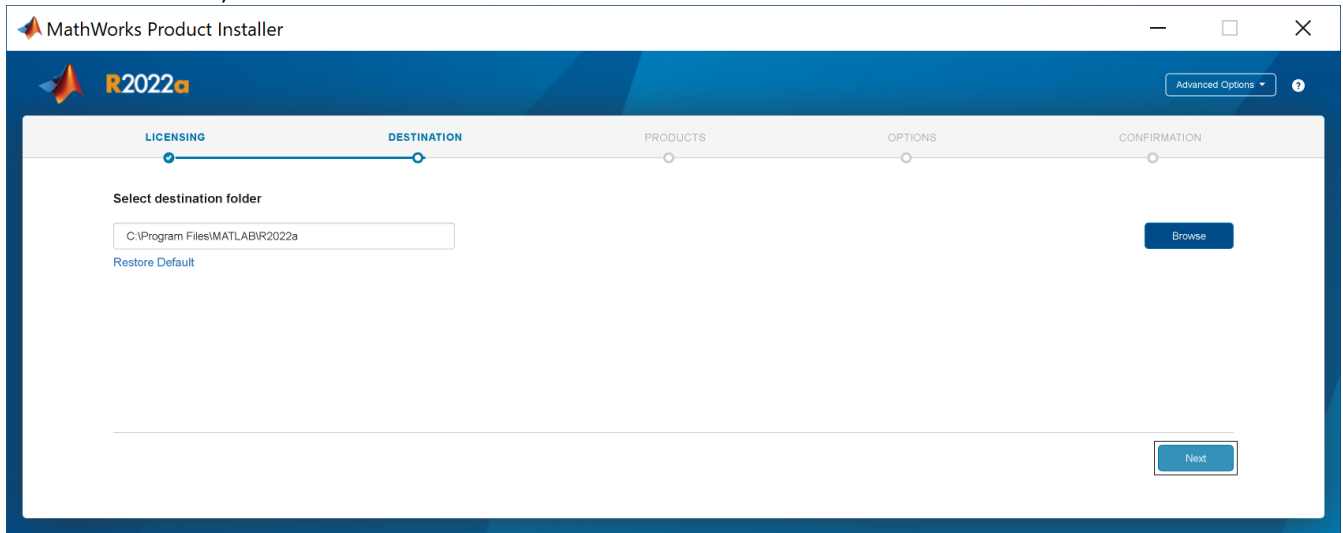 MathWorks Product Installer
R2022a
Advanced Options
?
LICENSING DESTINATION PRODUCTS OPTIONS CONFIRMATION
Select destination folder
C:\Program Files\MATLAB\R2022a
Browse
Restore Default
Next